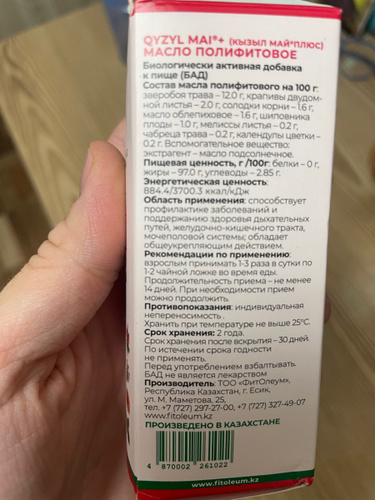 QYZYL MAI®+ (КЫЗЫЛ МАЙ®ПЛЮС)
МАСЛО ПОЛИФИТОВОЕ
Биологически активная добавка
к пище (БАД)
Состав масла полифитового на 100 г:
зверобоя трава – 12.0 г, крапивы двудом-
ной листья – 2.0 г, солодки корни – 1.6 г,
масло облепиховое – 1.6 г, шиповника
плоды – 1.0 г, мелиссы листья – 0.2 г,
чабреца трава – 0.2 г, календулы цветки –
0.2 г. Вспомогательное вещество:
экстрагент – масло подсолнечное.
Пищевая ценность, г /100г: белки – 0 г,
жиры – 97.0 г, углеводы – 2.85 г.
Энергетическая ценность:
884.4/3700.3 ккал/кДж
Область применения: способствует
профилактике заболеваний и
поддержанию здоровья дыхательных
путей, желудочно-кишечного тракта,
мочеполовой системы; обладает
общеукрепляющим действием.
Рекомендации по применению:
взрослым принимать 1-3 раза в сутки по
1-2 чайной ложке во время еды.
Продолжительность приема – не менее
14 дней. При необходимости прием
можно продолжить.
Противопоказания: индивидуальная
непереносимость.
Хранить при температуре не выше 25°С.
Срок хранения: 2 года.
Срок хранения после вскрытия – 30 дней.
По истечении срока годности
не применять.
Перед употреблением взбалтывать.
БАД не является лекарством
Производитель: ТОО «ФитОлеум»,
Республика Казахстан, г. Есик,
ул. М. Маметова, 25,
тел. +7 (727) 297-27-00, +7 (727) 327-49-07
www.fitoleum.kz
ПРОИЗВЕДЕНО В КАЗАХСТАНЕ
4 870002 261022
www.fitoleum.kz